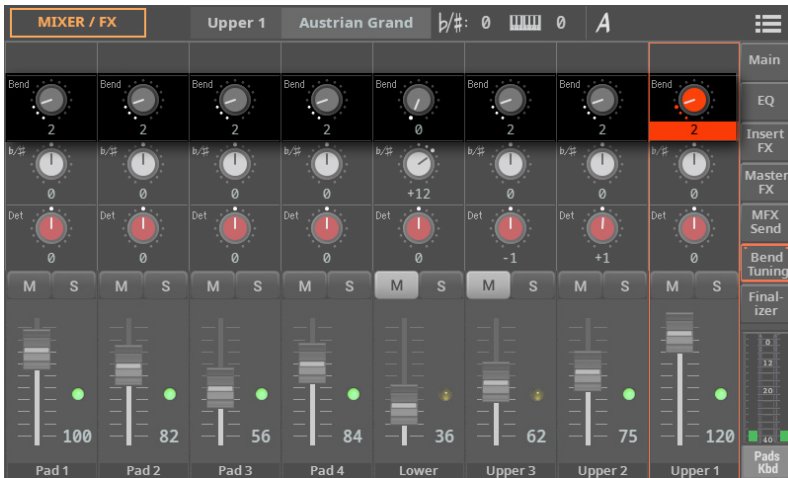 MIXER / FX Upper 1 Austrian Grand ♭/♯: 0 0 A
Main
Bend Bend Bend Bend Bend Bend Bend Bend
2 2 2 2 0 2 2 2
EQ
Insert
FX
♭/♯ ♭/♯ ♭/♯ ♭/♯ ♭/♯ ♭/♯ ♭/♯ ♭/♯
0 0 0 0 +12 0 0 0
Master
FX
Det Det Det Det Det Det Det Det
0 0 0 0 0 -1 +1 0
MFX
Send
Bend
Tuning
M S M S M S M S M S M S M S M S
Final-
izer
0
12
20
40
100 82 56 84 36 62 75 120
Pad 1 Pad 2 Pad 3 Pad 4 Lower Upper 3 Upper 2 Upper 1
Pads
Kbd